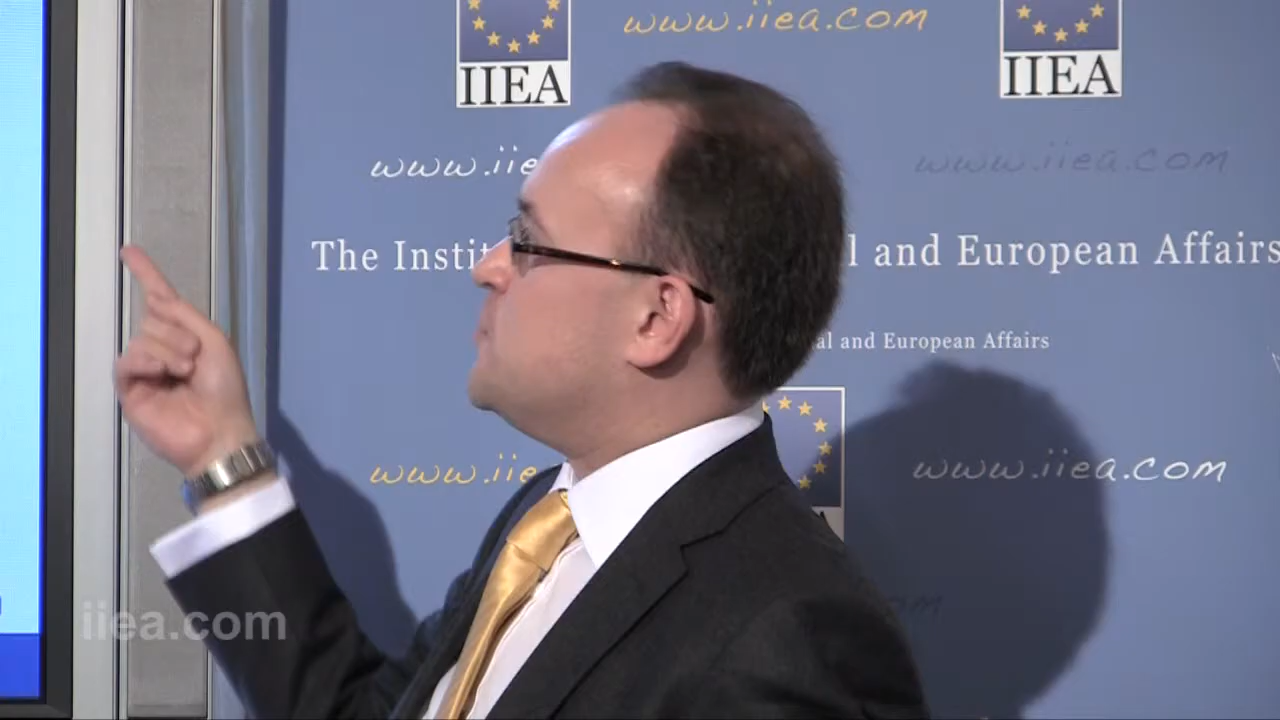 www.iiea.com
IIEA
IIEA
www.iie
www.iiea.com
The Instit
l and European Affairs
al and European Affairs
www.iie
www.iiea.com
iiea.com